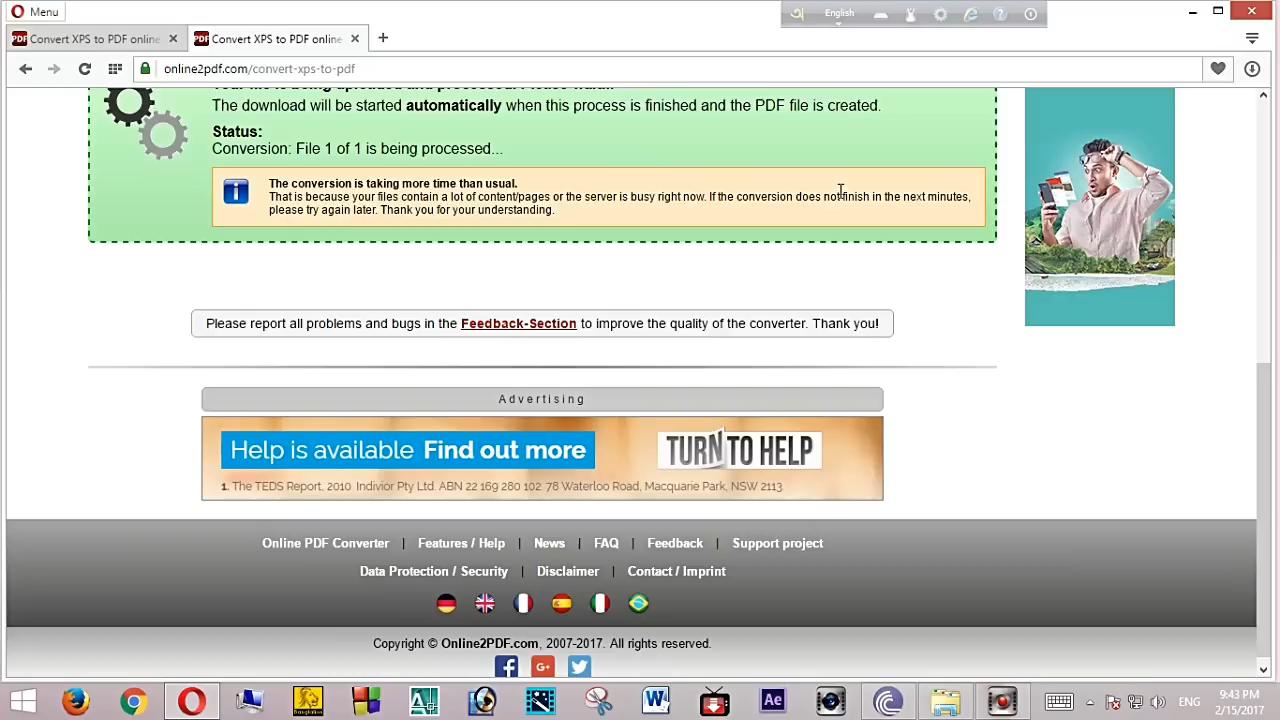 Menu
English
Convert XPS to PDF online
Convert XPS to PDF online
online2pdf.com/convert-xps-to-pdf
The download will be started automatically when this process is finished and the PDF file is created.
Status:
Conversion: File 1 of 1 is being processed...
The conversion is taking more time than usual.
That is because your files contain a lot of content/pages or the server is busy right now. If the conversion does not finish in the next minutes,
please try again later. Thank you for your understanding.
Please report all problems and bugs in the Feedback-Section to improve the quality of the converter. Thank you!
Advertising
Help is available Find out more
TURN TO HELP
1. The TEDS Report, 2010 Indivior Pty Ltd. ABN 22 169 280 102. 78 Waterloo Road, Macquarie Park, NSW 2113.
Online PDF Converter | Features / Help | News | FAQ | Feedback | Support project
Data Protection / Security | Disclaimer | Contact / Imprint
Copyright © Online2PDF.com, 2007-2017. All rights reserved.
ENG
9:43 PM
2/15/2017